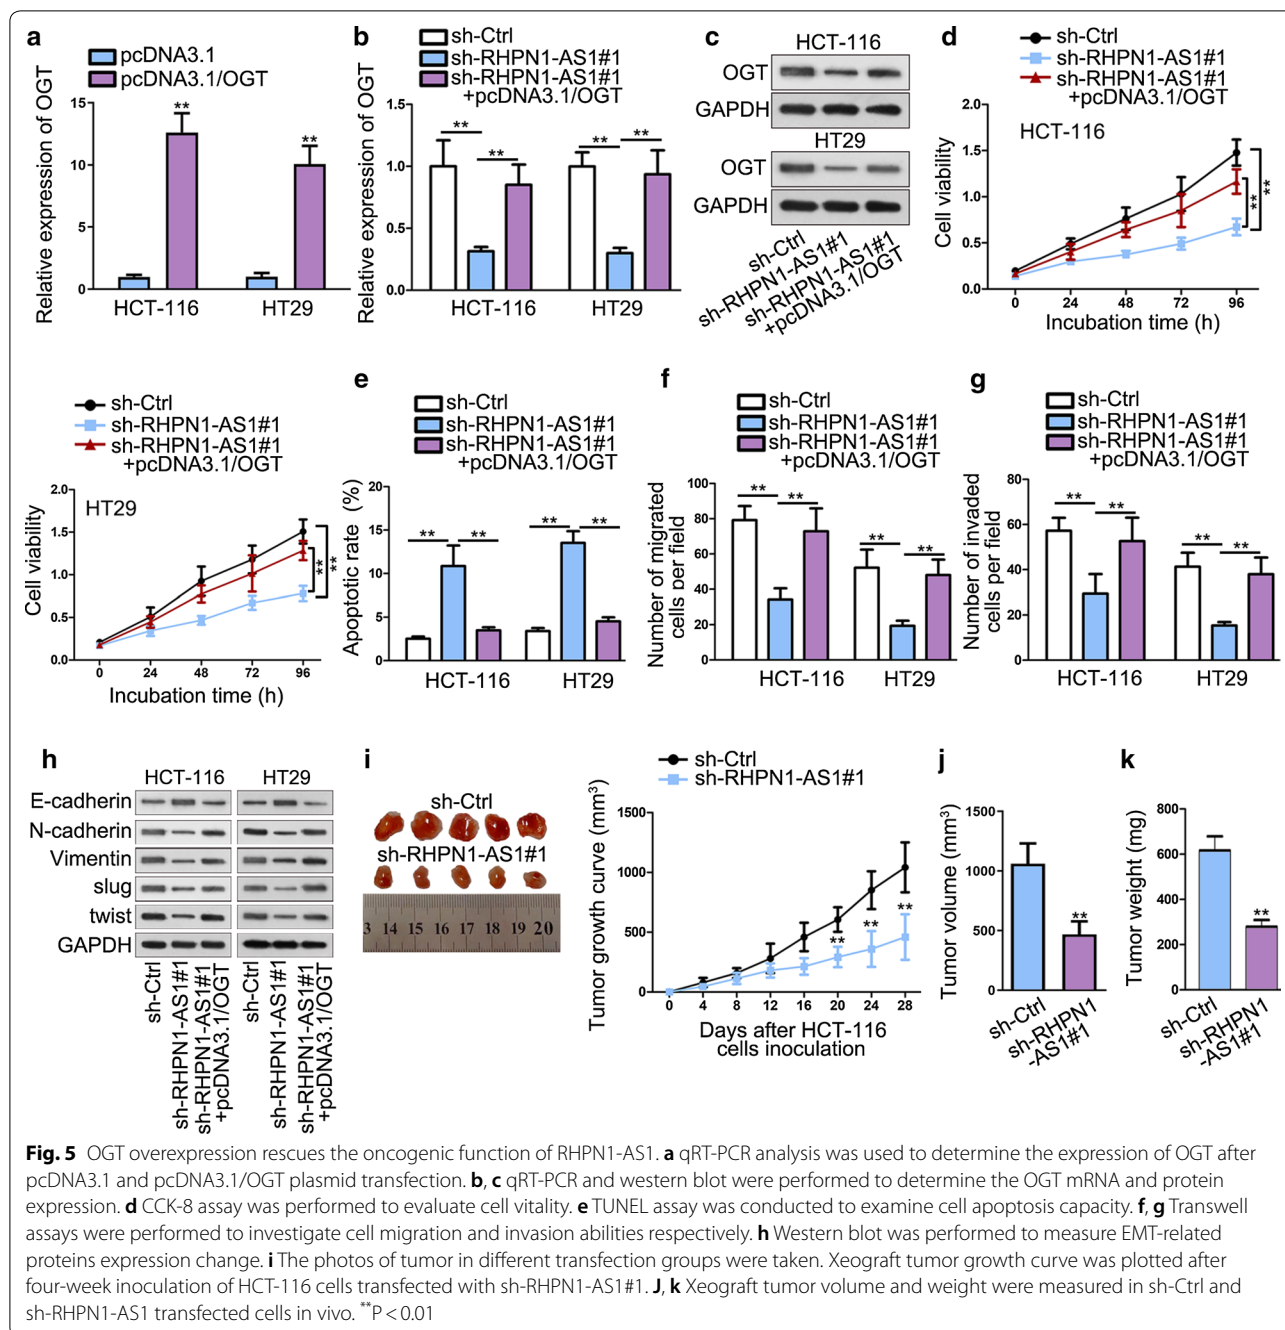 a
pcDNA3.1
pcDNA3.1/OGT
Relative expression of OGT
15
10
5
0
**
**
HCT-116
HT29
b
sh-Ctrl
sh-RHPN1-AS1#1
sh-RHPN1-AS1#1
+pcDNA3.1/OGT
Relative expression of OGT
1.5
1.0
0.5
0.0
**
**
**
**
HCT-116
HT29
c
HCT-116
OGT
GAPDH
HT29
OGT
GAPDH
sh-Ctrl
sh-RHPN1-AS1#1
sh-RHPN1-AS1#1
+pcDNA3.1/OGT
d
sh-Ctrl
sh-RHPN1-AS1#1
sh-RHPN1-AS1#1
+pcDNA3.1/OGT
HCT-116
Cell viability
2.0
1.5
1.0
0.5
0.0
**
**
0 24 48 72 96
Incubation time (h)
sh-Ctrl
sh-RHPN1-AS1#1
sh-RHPN1-AS1#1
+pcDNA3.1/OGT
HT29
Cell viability
2.0
1.5
1.0
0.5
0.0
**
**
0 24 48 72 96
Incubation time (h)
e
sh-Ctrl
sh-RHPN1-AS1#1
sh-RHPN1-AS1#1
+pcDNA3.1/OGT
Apoptotic rate (%)
20
15
10
5
0
**
**
**
**
HCT-116
HT29
f
sh-Ctrl
sh-RHPN1-AS1#1
sh-RHPN1-AS1#1
+pcDNA3.1/OGT
Number of migrated
cells per field
100
80
60
40
20
0
**
**
**
**
HCT-116
HT29
g
sh-Ctrl
sh-RHPN1-AS1#1
sh-RHPN1-AS1#1
+pcDNA3.1/OGT
Number of invaded
cells per field
80
60
40
20
0
**
**
**
**
HCT-116
HT29
h
HCT-116
HT29
E-cadherin
N-cadherin
Vimentin
slug
twist
GAPDH
sh-Ctrl
sh-RHPN1-AS1#1
sh-RHPN1-AS1#1
+pcDNA3.1/OGT
sh-Ctrl
sh-RHPN1-AS1#1
sh-RHPN1-AS1#1
+pcDNA3.1/OGT
i
sh-Ctrl
sh-RHPN1-AS1#1
3 14 15 16 17 18 19 20
sh-Ctrl
sh-RHPN1-AS1#1
Tumor growth curve (mm³)
1500
1000
500
0
**
**
**
0 4 8 12 16 20 24 28
Days after HCT-116
cells inoculation
j
Tumor volume (mm³)
1500
1000
500
0
**
sh-Ctrl
sh-RHPN1
-AS1#1
k
Tumor weight (mg)
800
600
400
200
0
**
sh-Ctrl
sh-RHPN1
-AS1#1
Fig. 5 OGT overexpression rescues the oncogenic function of RHPN1-AS1. a qRT-PCR analysis was used to determine the expression of OGT after
pcDNA3.1 and pcDNA3.1/OGT plasmid transfection. b, c qRT-PCR and western blot were performed to determine the OGT mRNA and protein
expression. d CCK-8 assay was performed to evaluate cell vitality. e TUNEL assay was conducted to examine cell apoptosis capacity. f, g Transwell
assays were performed to investigate cell migration and invasion abilities respectively. h Western blot was performed to measure EMT-related
proteins expression change. i The photos of tumor in different transfection groups were taken. Xeograft tumor growth curve was plotted after
four-week inoculation of HCT-116 cells transfected with sh-RHPN1-AS1#1. J, k Xeograft tumor volume and weight were measured in sh-Ctrl and
sh-RHPN1-AS1 transfected cells in vivo. **P < 0.01